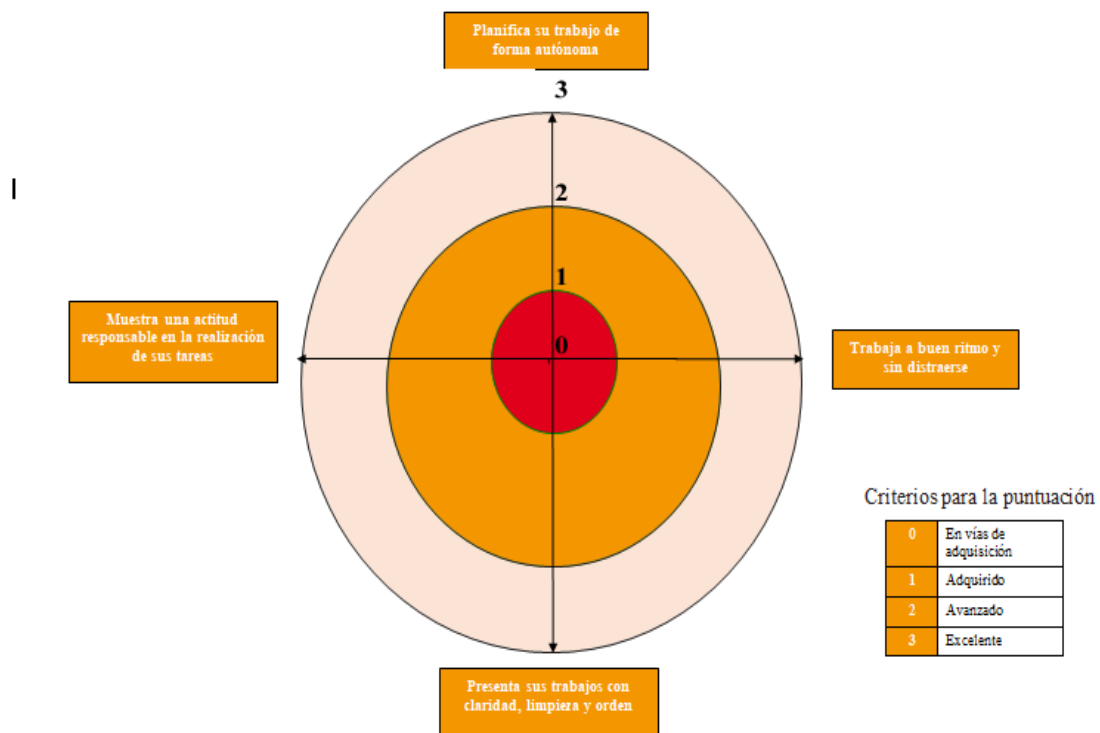 Planifica su trabajo de
forma autónoma
3
2
1
0
Muestra una actitud
responsable en la realización
de sus tareas
Trabaja a buen ritmo y
sin distraerse
Presenta sus trabajos con
claridad, limpiera y orden
Criterios para la puntuación
0 En vías de
adquisición
1 Adquirido
2 Avanzado
3 Excelente